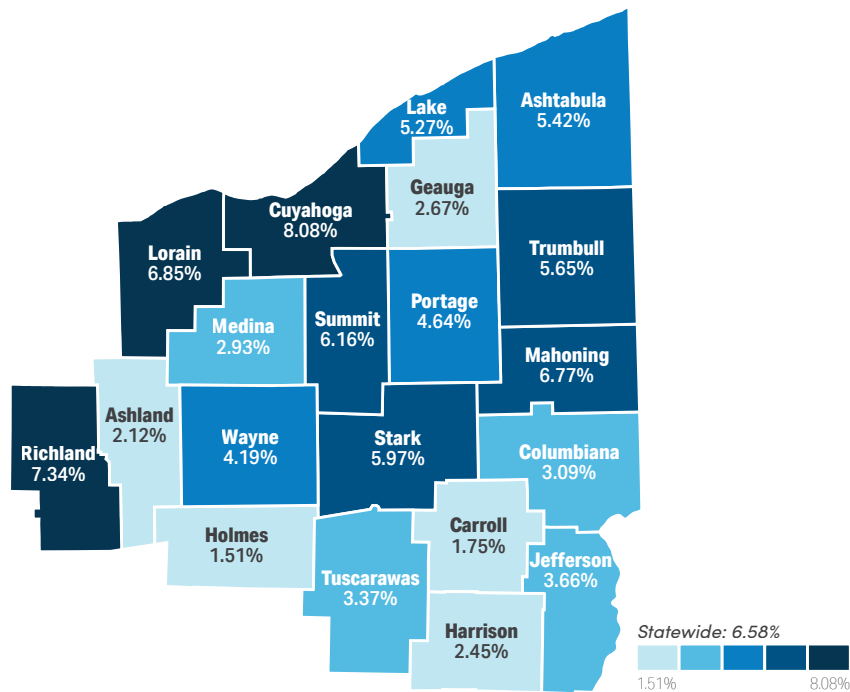 Ashtabula
5.42%
Lake
5.27%
Geauga
2.67%
Cuyahoga
8.08%
Lorain
6.85%
Trumbull
5.65%
Portage
4.64%
Summit
6.16%
Medina
2.93%
Mahoning
6.77%
Ashland
2.12%
Wayne
4.19%
Stark
5.97%
Columbiana
3.09%
Richland
7.34%
Holmes
1.51%
Carroll
1.75%
Jefferson
3.66%
Tuscarawas
3.37%
Harrison
2.45%
Statewide: 6.58%
1.51% 8.08%